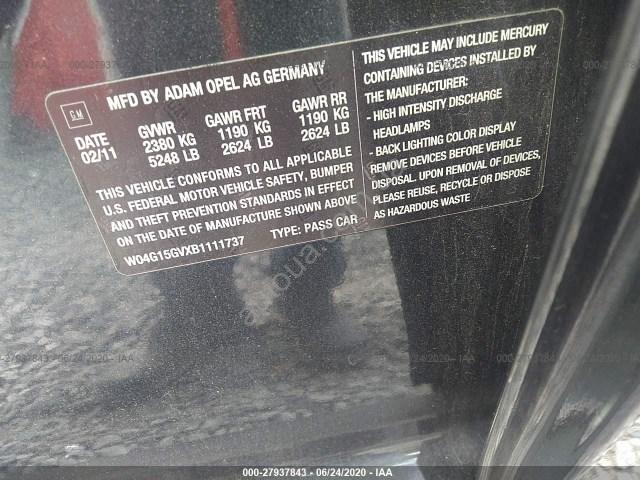 MFD BY ADAM OPEL AG GERMANY
GM
DATE GVWR GAWR FRT GAWR RR
02/11 2380 KG 1190 KG 1190 KG
5248 LB 2624 LB 2624 LB
THIS VEHICLE CONFORMS TO ALL APPLICABLE
U.S. FEDERAL MOTOR VEHICLE SAFETY, BUMPER
AND THEFT PREVENTION STANDARDS IN EFFECT
ON THE DATE OF MANUFACTURE SHOWN ABOVE
W04G15GVXB1111737 TYPE: PASS CAR
THIS VEHICLE MAY INCLUDE MERCURY
CONTAINING DEVICES INSTALLED BY
THE MANUFACTURER:
- HIGH INTENSITY DISCHARGE
HEADLAMPS
- BACK LIGHTING COLOR DISPLAY
REMOVE DEVICES BEFORE VEHICLE
DISPOSAL. UPON REMOVAL OF DEVICES,
PLEASE REUSE, RECYCLE OR DISPOSE
AS HAZARDOUS WASTE
000-27937843 06/24/2020 - IAA